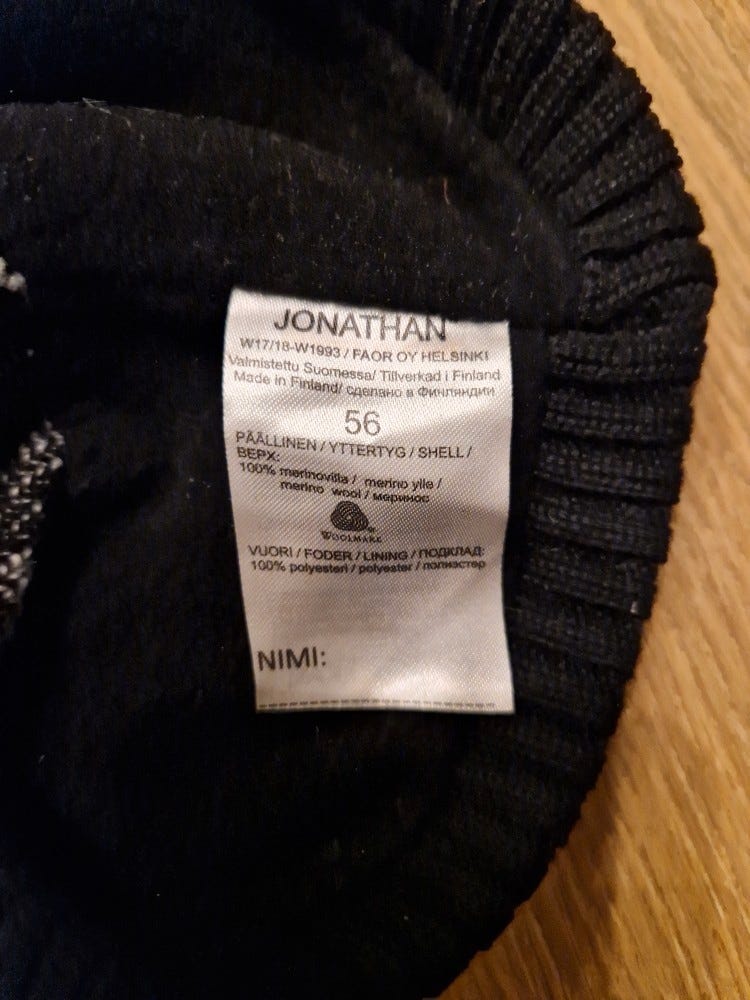 JONATHAN
W17/18-W1993 / FAOR OY HELSINKI
Valmistettu Suomessa/ Tillverkad i Finland
Made in Finland/ сделано в Финляндии
56
PÄÄLLINEN / YTTERTYG / SHELL /
ВЕРХ:
100% merinovilla / merino ylle /
merino wool / меринос
WOOLMARK
VUORI / FODER / LINING / ПОДКЛАД:
100% polyesteri / polyester / полиэстер
NIMI: